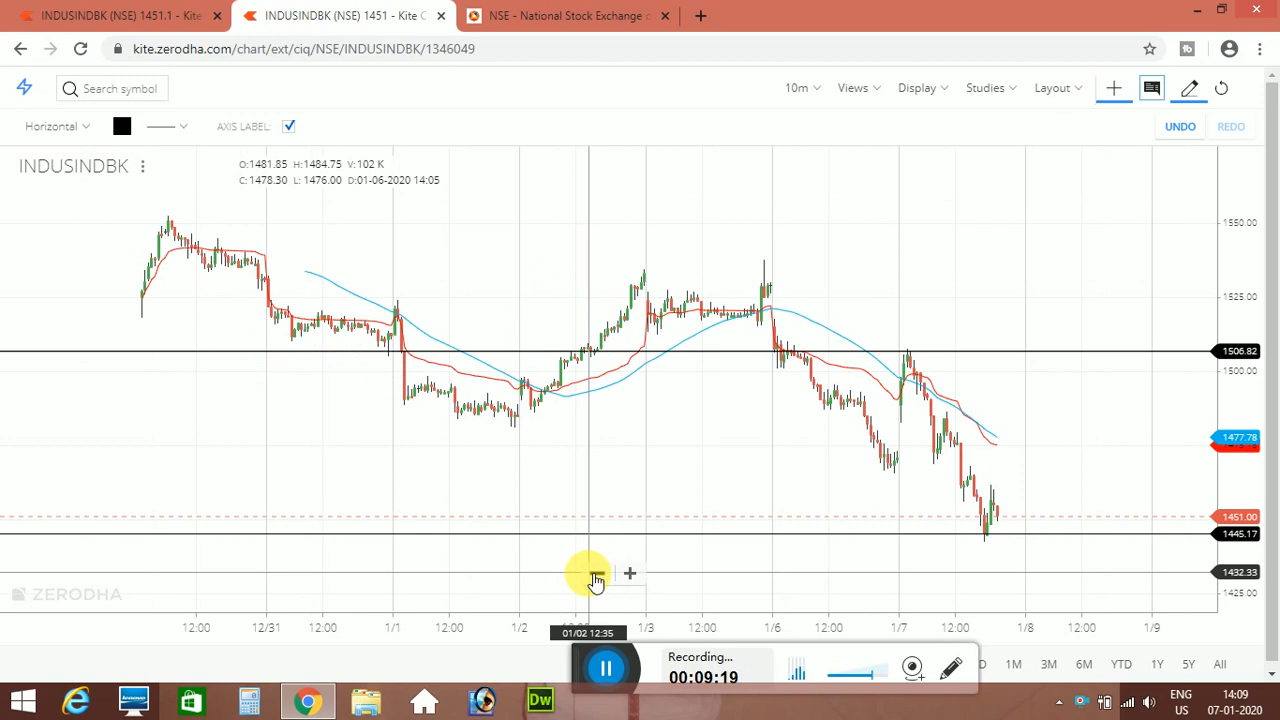 INDUSINDBK (NSE) 1451.1 - Kite
INDUSINDBK (NSE) 1451 - Kite C
NSE - National Stock Exchange
kite.zerodha.com/chart/ext/ciq/NSE/INDUSINDBK/1346049
Search symbol
10m Views Display Studies Layout
Horizontal AXIS LABEL: UNDO REDO
INDUSINDBK
O:1481.85 H:1484.75 V:102 K
C:1478.30 L: 1476.00 D:01-06-2020 14:05
1550.00
1525.00
1506.82
1500.00
1477.78
1451.00
1445.17
1432.33
1425.00
ZERODHA
12:00 12/31 12:00 1/1 12:00 1/2 1/3 12:00 1/6 12:00 1/7 12:00 1/8 12:00 1/9
01/02 12:35
Recording...
00:09:19
D 1M 3M 6M YTD 1Y 5Y All
Lenovo
Dw
ENG 14:09
US 07-01-2020